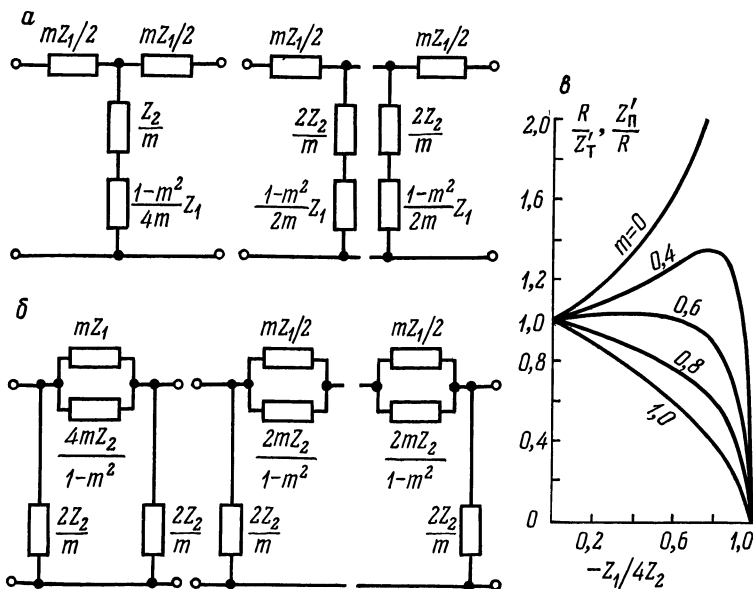 а
mZ₁/2 mZ₁/2
Z₂/m
(1-m²)/4m Z₁
mZ₁/2 mZ₁/2
2Z₂/m 2Z₂/m
(1-m²)/2m Z₁ (1-m²)/2m Z₁
б
mZ₁
4mZ₂/(1-m²)
2Z₂/m 2Z₂/m
mZ₁/2 mZ₁/2
2mZ₂/(1-m²) 2mZ₂/(1-m²)
2Z₂/m 2Z₂/m
в
R/Z′т, Z′п/R
2,0
1,6
1,2
1,0
0,8
0,4
0
m=0
0,4
0,6
0,8
1,0
0,2 0,6 1,0
-Z₁/4Z₂